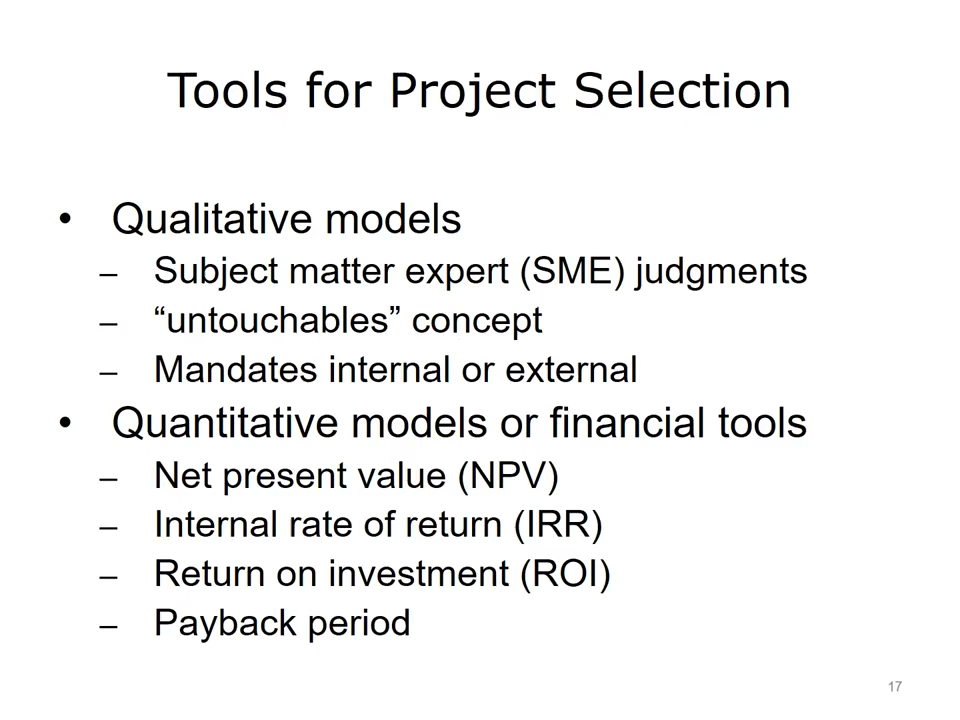 Tools for Project Selection
• Qualitative models
– Subject matter expert (SME) judgments
– “untouchables” concept
– Mandates internal or external
• Quantitative models or financial tools
– Net present value (NPV)
– Internal rate of return (IRR)
– Return on investment (ROI)
– Payback period
17